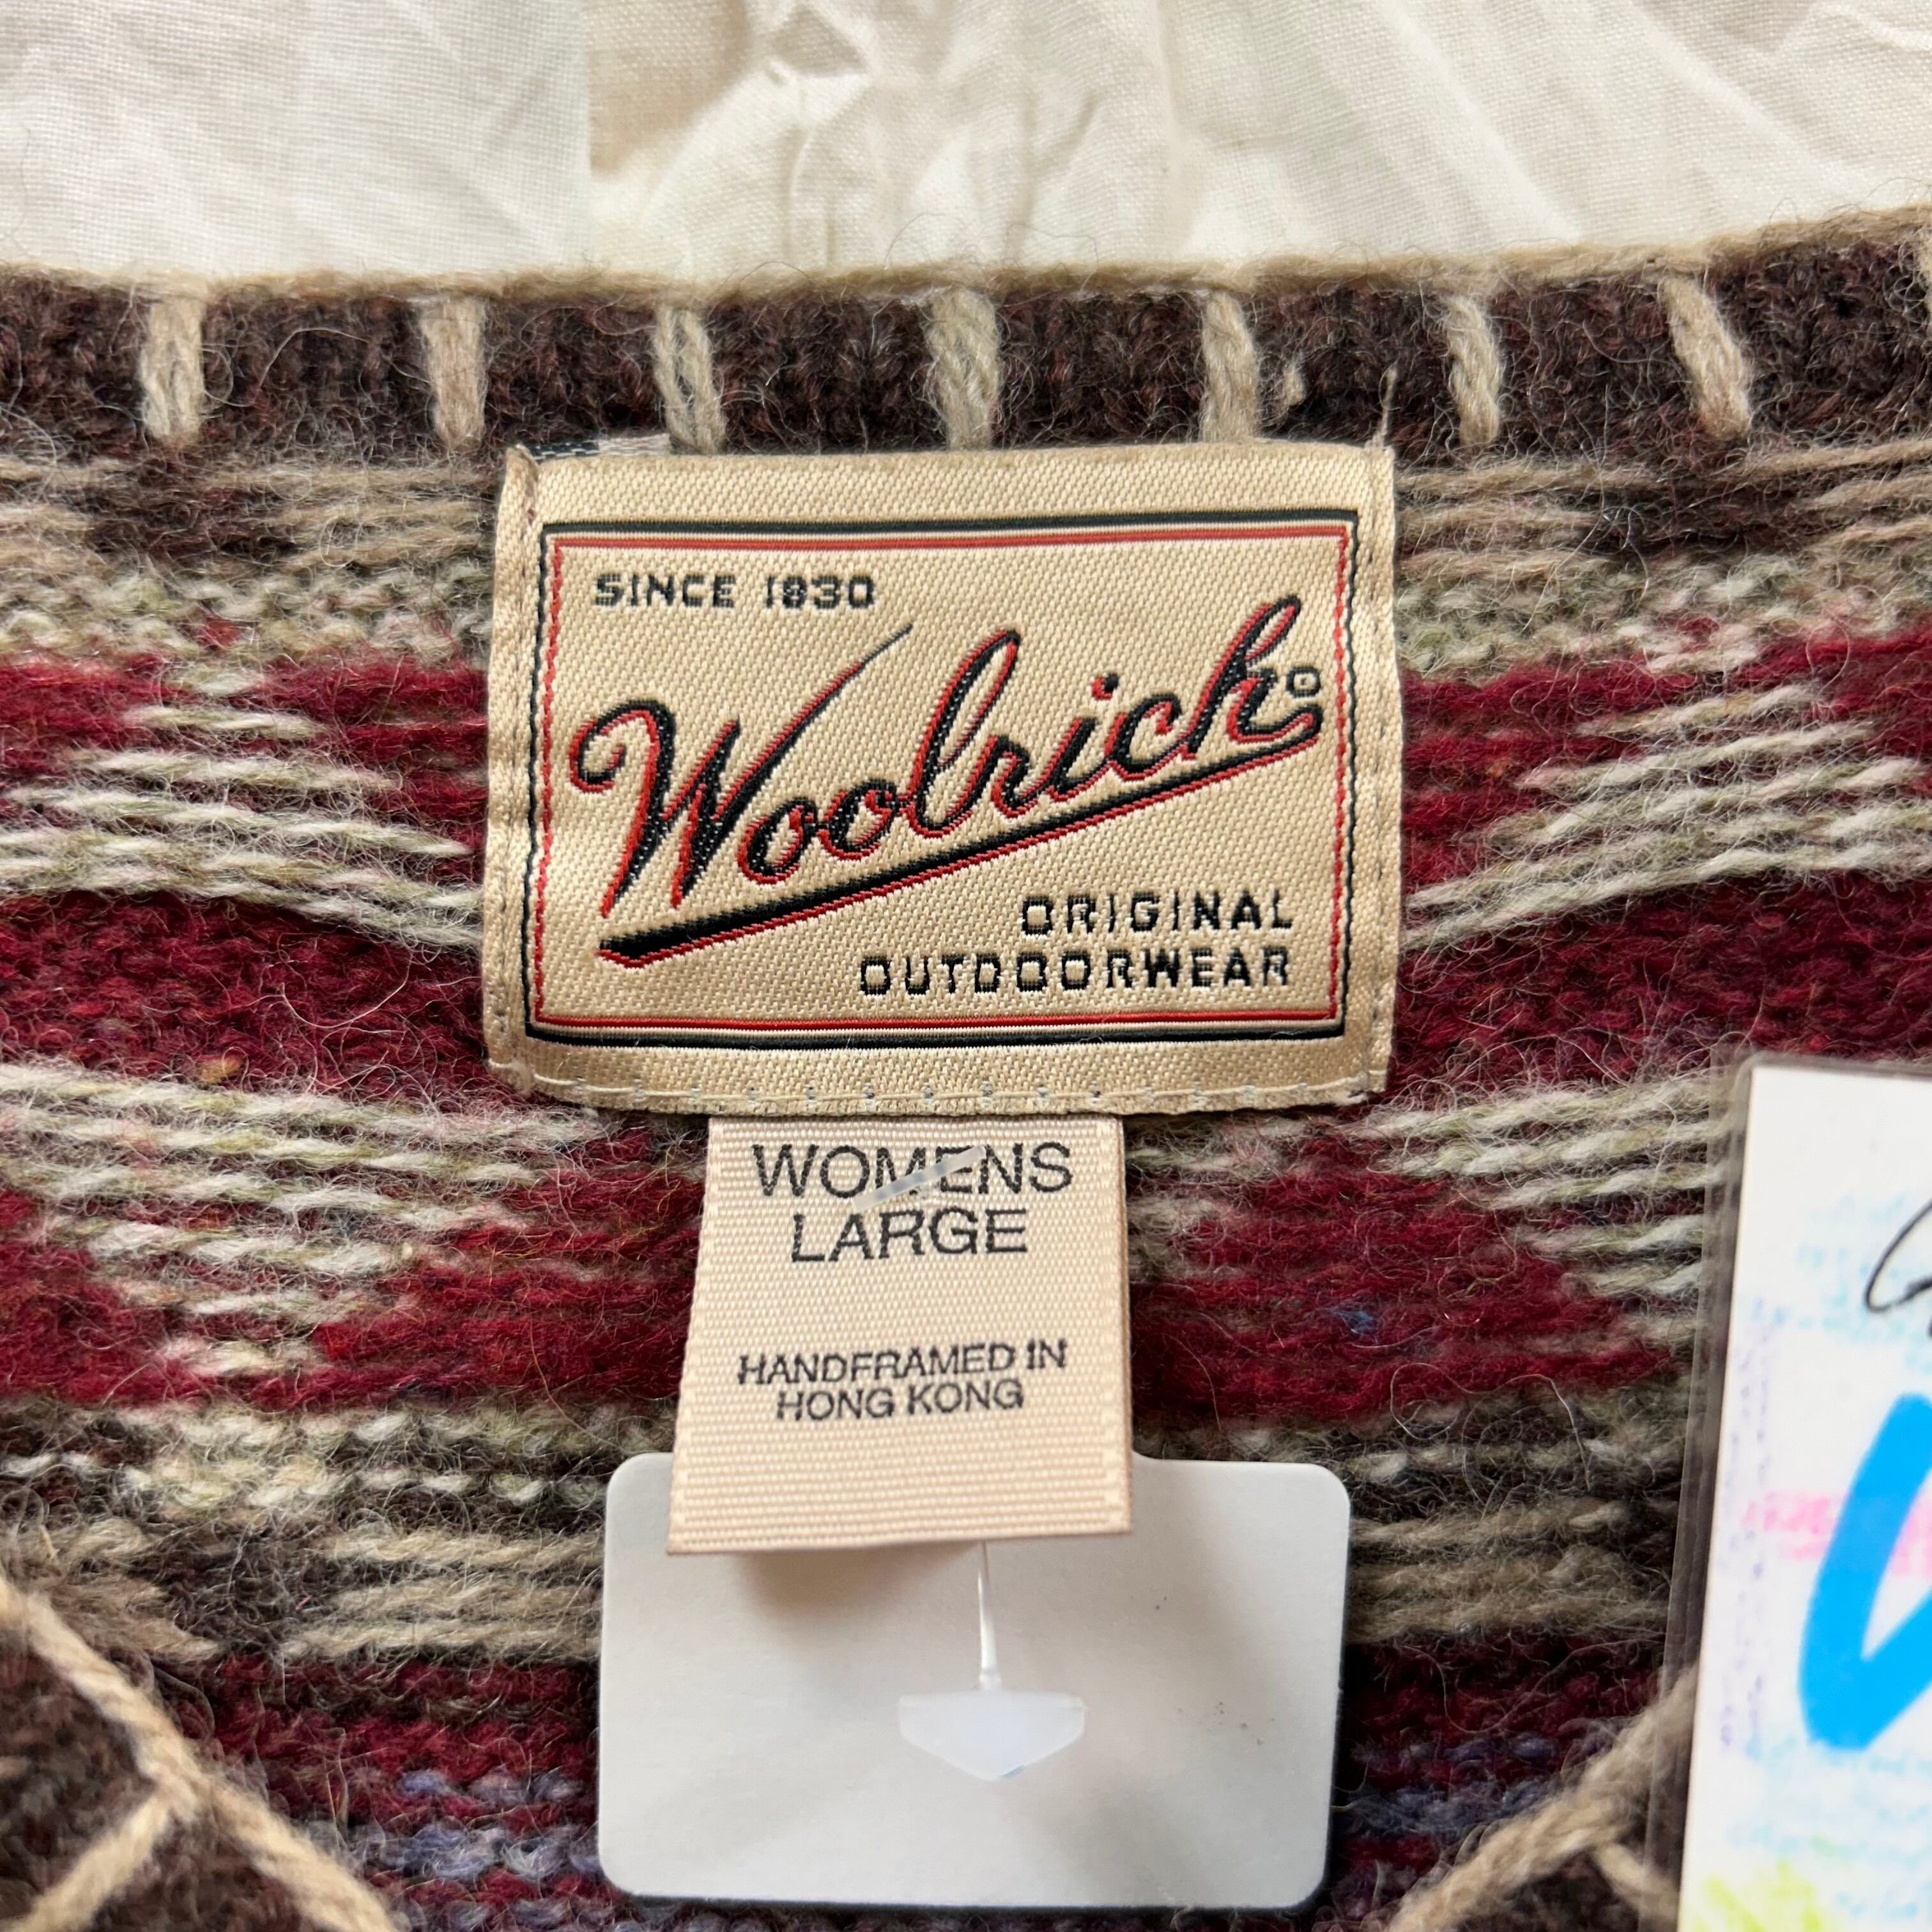 SINCE 1830
Woolrich®
ORIGINAL
OUTDOORWEAR
WOMENS
LARGE
HANDFRAMED IN
HONG KONG